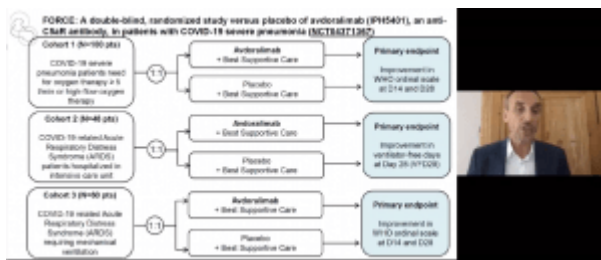 FORCE: A double-blind, randomized study versus placebo of avdoralimab (IPH5401), an anti-
C5aR antibody, in patients with COVID-19 severe pneumonia (NCT04371367)
Cohort 1 (N=100 pts)
COVID-19 severe
pneumonia patients need
for oxygen therapy ≥ 5
l/min or high-flow oxygen
therapy
1:1
Avdoralimab
+ Best Supportive Care
Placebo
+ Best Supportive Care
Primary endpoint
Improvement in
WHO ordinal scale
at D14 and D28
Cohort 2
COVID-19-related Acute
Respiratory Distress
Syndrome (ARDS)
patients hospitalized in
intensive care unit
1:1
Avdoralimab
+ Best Supportive Care
Placebo
+ Best Supportive Care
Primary endpoint
Improvement in
ventilator-free days
at Day 28 (VFD28)
Cohort 3
COVID-19 related Acute
Respiratory Distress
Syndrome (ARDS)
requiring mechanical
ventilation
1:1
Avdoralimab
+ Best Supportive Care
Placebo
+ Best Supportive Care
Primary endpoint
Improvement in
WHO ordinal scale
at D14 and D28